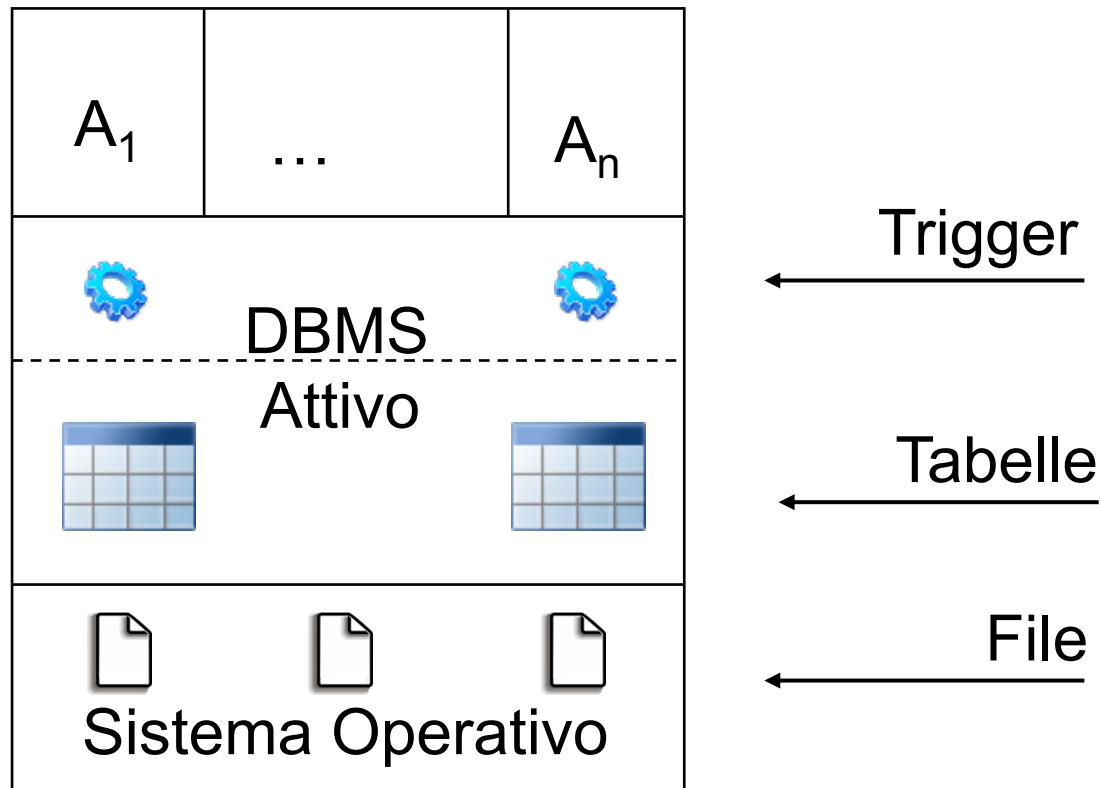 A₁ … Aₙ
Trigger
DBMS
Attivo
Tabelle
File
Sistema Operativo